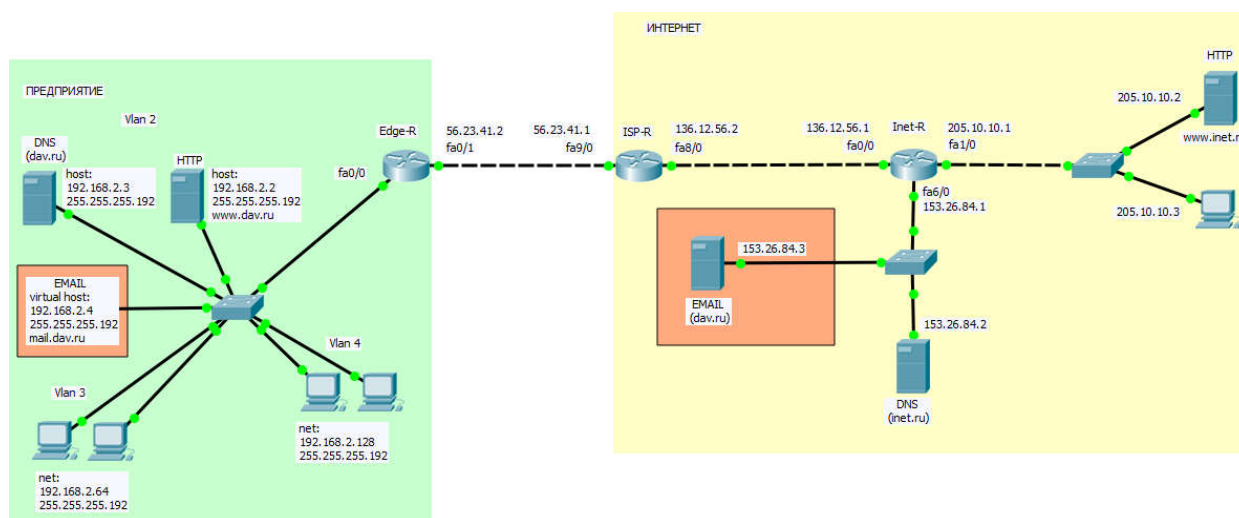 ИНТЕРНЕТ
ПРЕДПРИЯТИЕ
Vlan 2
DNS
(dav.ru)
host:
192.168.2.3
255.255.255.192
HTTP
host:
192.168.2.2
255.255.255.192
www.dav.ru
EMAIL
virtual host:
192.168.2.4
255.255.255.192
mail.dav.ru
Vlan 3
net:
192.168.2.64
255.255.255.192
Vlan 4
net:
192.168.2.128
255.255.255.192
Edge-R
fa0/0
56.23.41.2
fa0/1
56.23.41.1
fa9/0
ISP-R
136.12.56.2
fa8/0
136.12.56.1
fa0/0
Inet-R
205.10.10.1
fa1/0
fa6/0
153.26.84.1
153.26.84.3
EMAIL
(dav.ru)
153.26.84.2
DNS
(inet.ru)
HTTP
205.10.10.2
205.10.10.3